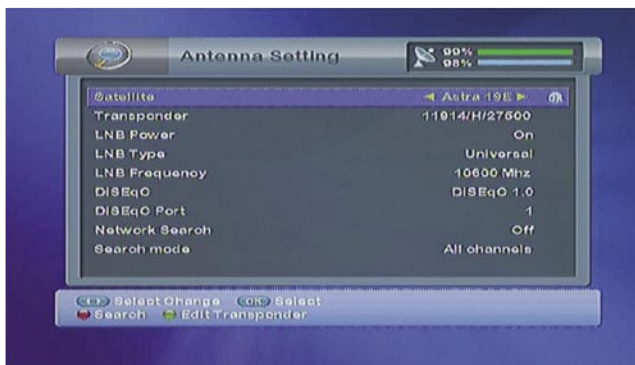 Antenna Setting
99%
98%
Satellite Astra 19E OK
Transponder 11914/H/27500
LNB Power On
LNB Type Universal
LNB Frequency 10600 Mhz
DiSEqC DiSEqC 1.0
DiSEqC Port 1
Network Search Off
Search mode All channels
Select Change OK Select
Search Edit Transponder